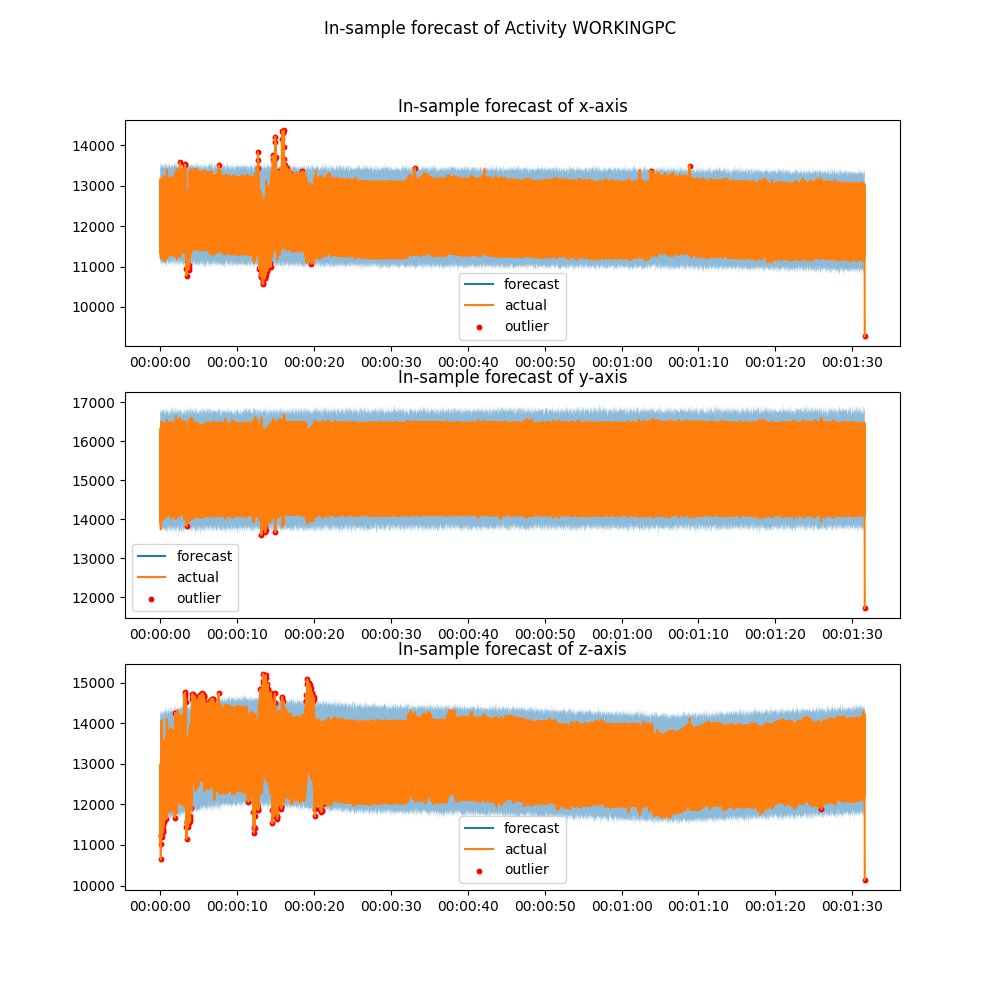 In-sample forecast of Activity WORKINGPC
In-sample forecast of x-axis
14000
13000
12000
11000
10000
forecast
actual
outlier
00:00:00 00:00:10 00:00:20 00:00:30 00:00:40 00:00:50 00:01:00 00:01:10 00:01:20 00:01:30
In-sample forecast of y-axis
17000
16000
15000
14000
13000
12000
forecast
actual
outlier
00:00:00 00:00:10 00:00:20 00:00:30 00:00:40 00:00:50 00:01:00 00:01:10 00:01:20 00:01:30
In-sample forecast of z-axis
15000
14000
13000
12000
11000
10000
forecast
actual
outlier
00:00:00 00:00:10 00:00:20 00:00:30 00:00:40 00:00:50 00:01:00 00:01:10 00:01:20 00:01:30